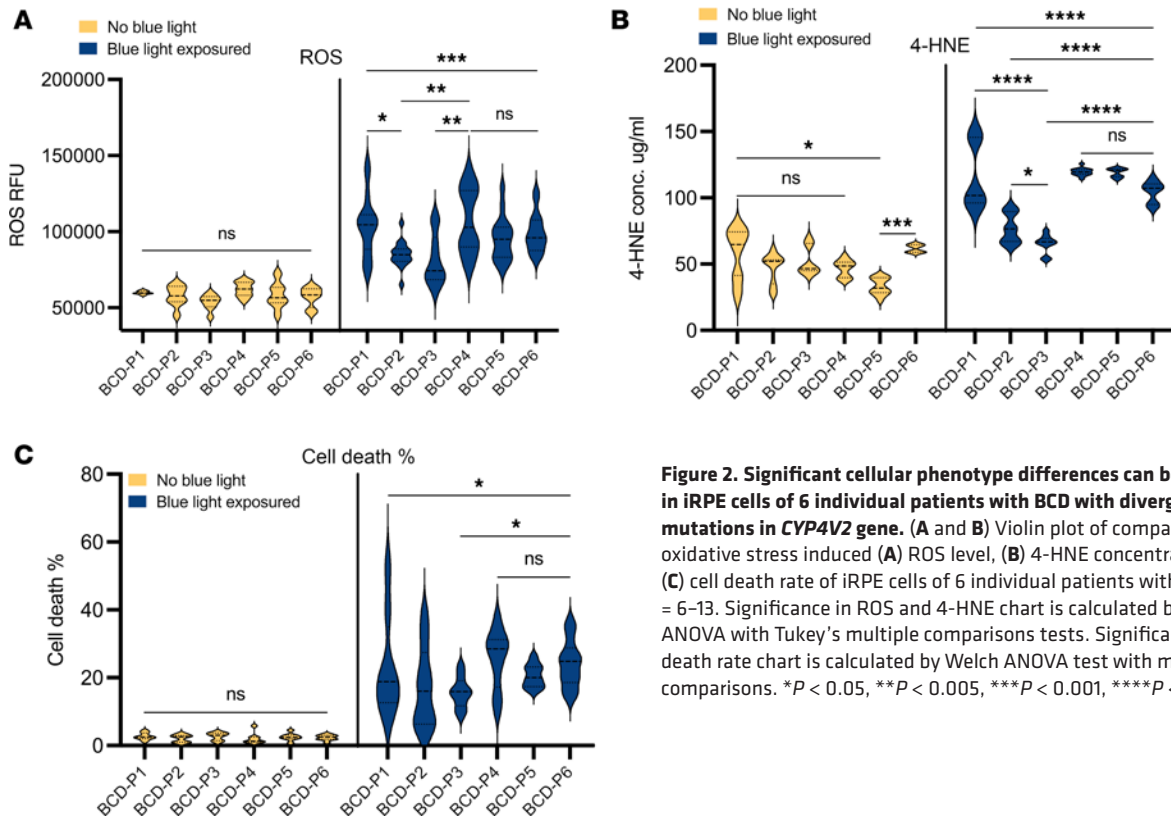 A
No blue light
Blue light exposured
ROS
***
**
ns
*
**
200000
150000
100000
50000
ROS RFU
ns
BCD-P1
BCD-P2
BCD-P3
BCD-P4
BCD-P5
BCD-P6
BCD-P1
BCD-P2
BCD-P3
BCD-P4
BCD-P5
BCD-P6
B
No blue light
Blue light exposured
4-HNE
****
****
****
****
ns
*
*
ns
***
200
150
100
50
0
4-HNE conc. ug/ml
BCD-P1
BCD-P2
BCD-P3
BCD-P4
BCD-P5
BCD-P6
BCD-P1
BCD-P2
BCD-P3
BCD-P4
BCD-P5
BCD-P6
C
Cell death %
No blue light
Blue light exposured
*
*
ns
ns
80
60
40
20
0
Cell death %
BCD-P1
BCD-P2
BCD-P3
BCD-P4
BCD-P5
BCD-P6
BCD-P1
BCD-P2
BCD-P3
BCD-P4
BCD-P5
BCD-P6
Figure 2. Significant cellular phenotype differences can b
in iRPE cells of 6 individual patients with BCD with diverg
mutations in CYP4V2 gene. (A and B) Violin plot of compa
oxidative stress induced (A) ROS level, (B) 4-HNE concentra
(C) cell death rate of iRPE cells of 6 individual patients with
= 6–13. Significance in ROS and 4-HNE chart is calculated b
ANOVA with Tukey's multiple comparisons tests. Significa
death rate chart is calculated by Welch ANOVA test with m
comparisons. *P < 0.05, **P < 0.005, ***P < 0.001, ****P <